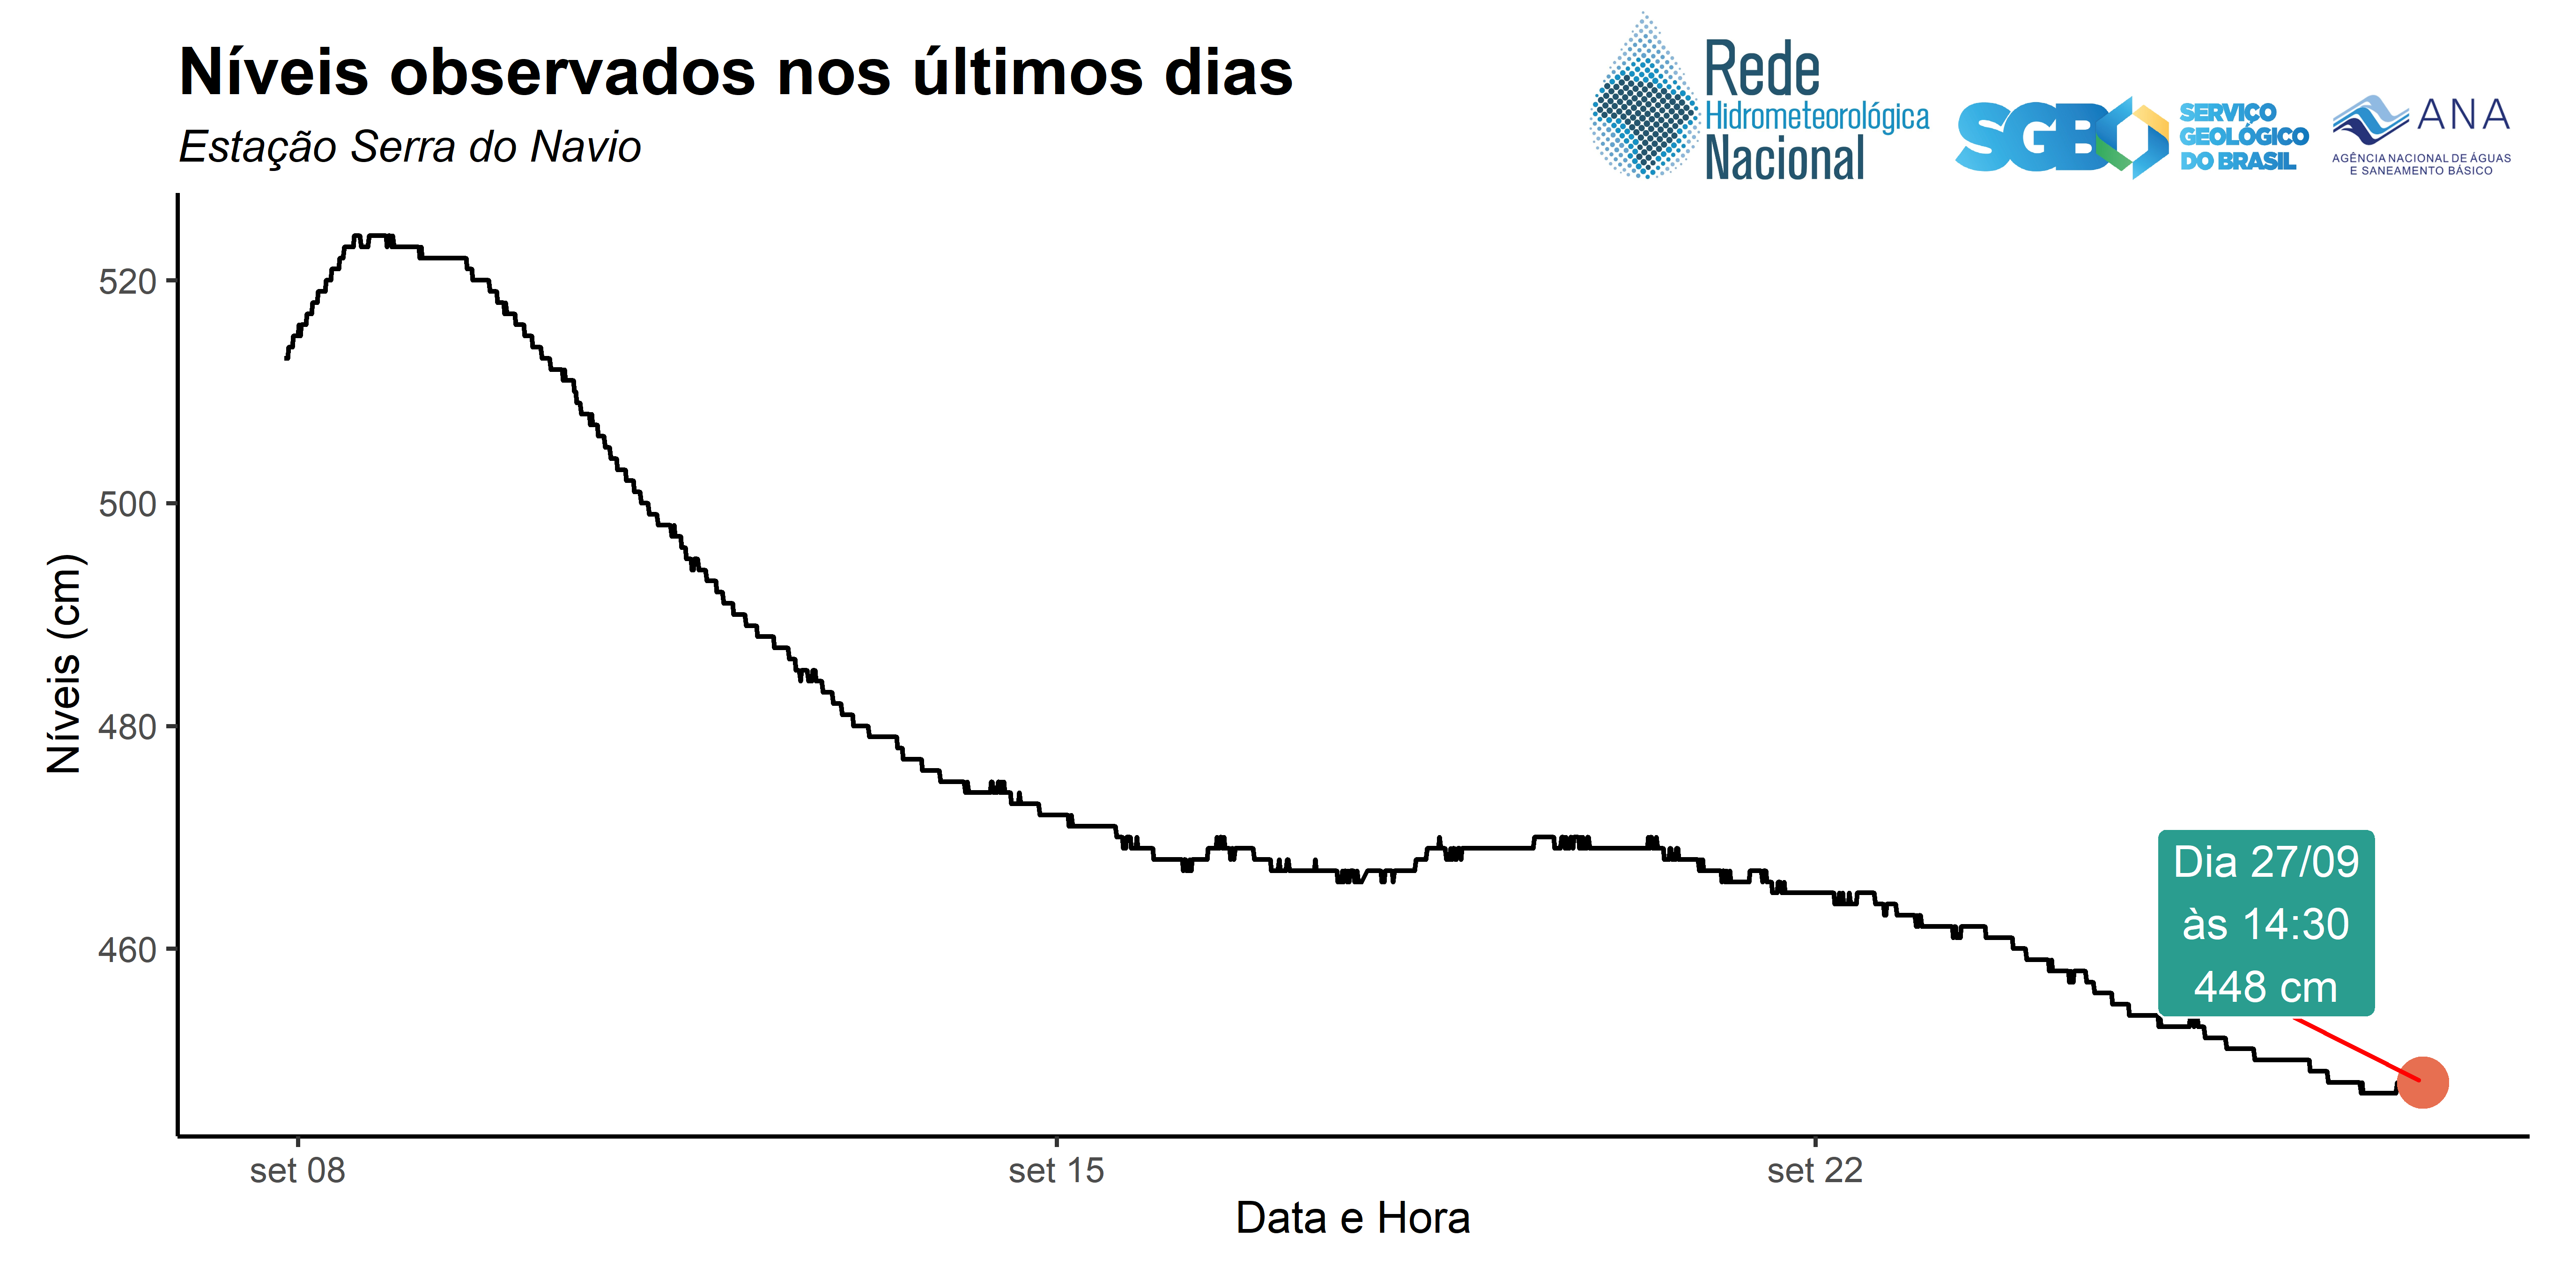 Níveis observados nos últimos dias
Estação Serra do Navio
Rede
Hidrometeorológica
Nacional
SGB
SERVIÇO
GEOLÓGICO
DO BRASIL
ANA
AGÊNCIA NACIONAL DE ÁGUAS
E SANEAMENTO BÁSICO
Níveis (cm)
520
500
480
460
Dia 27/09
às 14:30
448 cm
set 08
set 15
set 22
Data e Hora